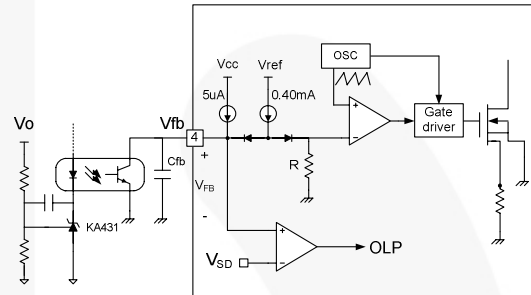 OSC
Vcc
Vref
5uA
0.40mA
Vo
Vfb
4
+
-
Gate
driver
Cfb
R
VFB
-
KA431
+
-
VSD
OLP
+